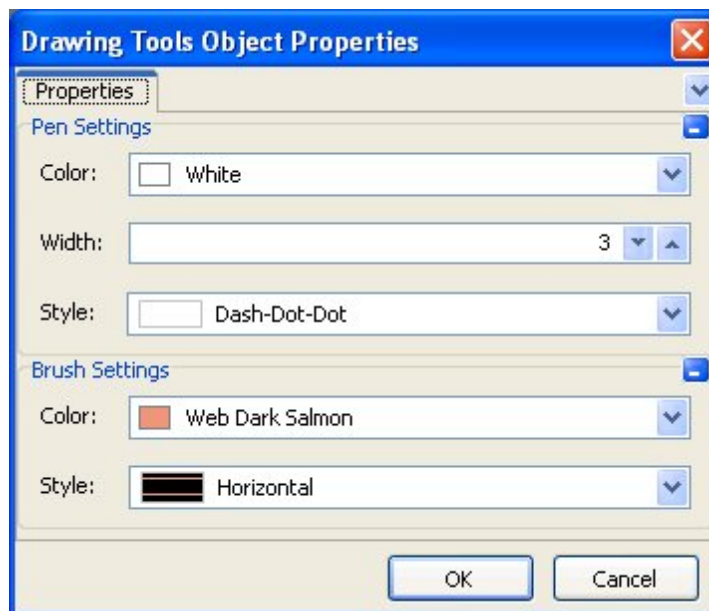 Drawing Tools Object Properties
Properties
Pen Settings
Color: White
Width: 3
Style: Dash-Dot-Dot
Brush Settings
Color: Web Dark Salmon
Style: Horizontal
OK Cancel